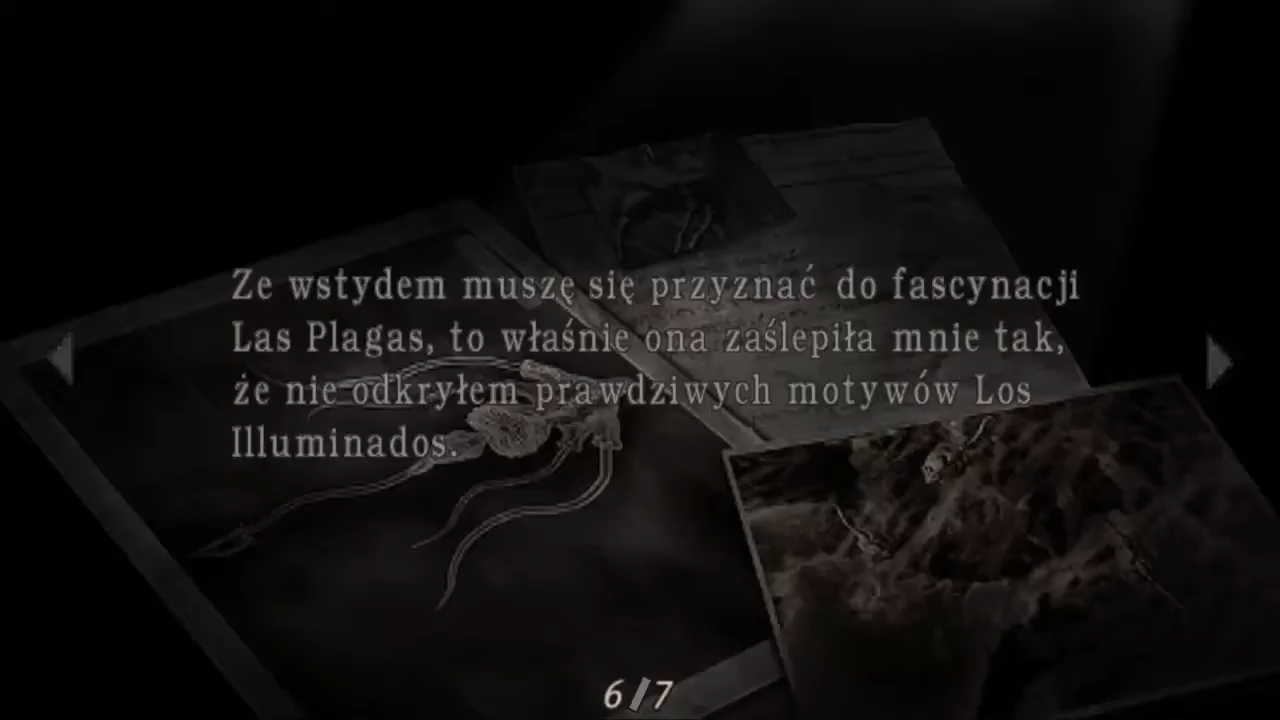 Ze wstydem muszę się przyznać do fascynacji
Las Plagas, to właśnie ona zaślepiła mnie tak,
że nie odkryłem prawdziwych motywów Los
Illuminados.
6/7